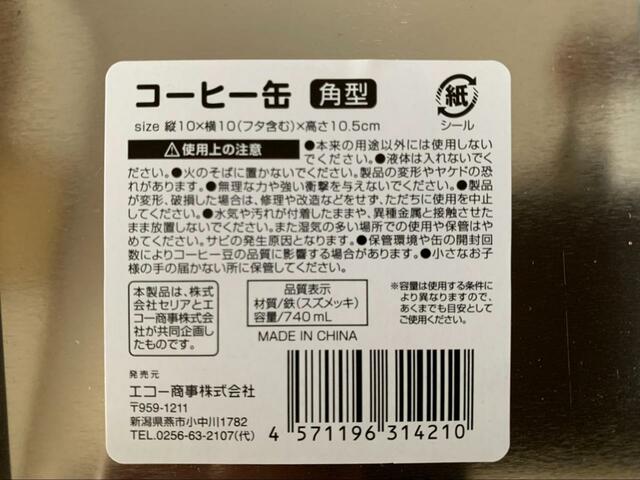 コーヒー缶 角型
紙
シール
size 縦10×横10(フタ含む)×高さ10.5cm
⚠使用上の注意
●本来の用途以外には使用しない
でください。●液体は入れないでく
ださい。●火のそばに置かないでください。製品の変形やヤケドの恐
れがあります。●無理な力や強い衝撃を与えないでください。●製品
が変形、破損した場合は、修理や改造などをせず、ただちに使用を中止
してください。●水気や汚れが付着したままや、異種金属と接触させた
まま放置しないでください。また湿気の多い場所での使用や保管はや
めてください。サビの発生原因となります。●保管環境や缶の開封回
数によりコーヒー豆の品質に影響する場合があります。●小さなお子
様の手の届かない所に保管してください。
本製品は、株式
会社セリアとエ
コー商事株式会
社が共同企画し
たものです。
品質表示
材質/鉄(スズメッキ)
容量/740mL
MADE IN CHINA
※容量は使用する条件に
より異なりますので、
あくまでも目安として
ご使用ください。
発売元
エコー商事株式会社
〒959-1211
新潟県燕市小中川1782
TEL.0256-63-2107(代)
4 571196 314210